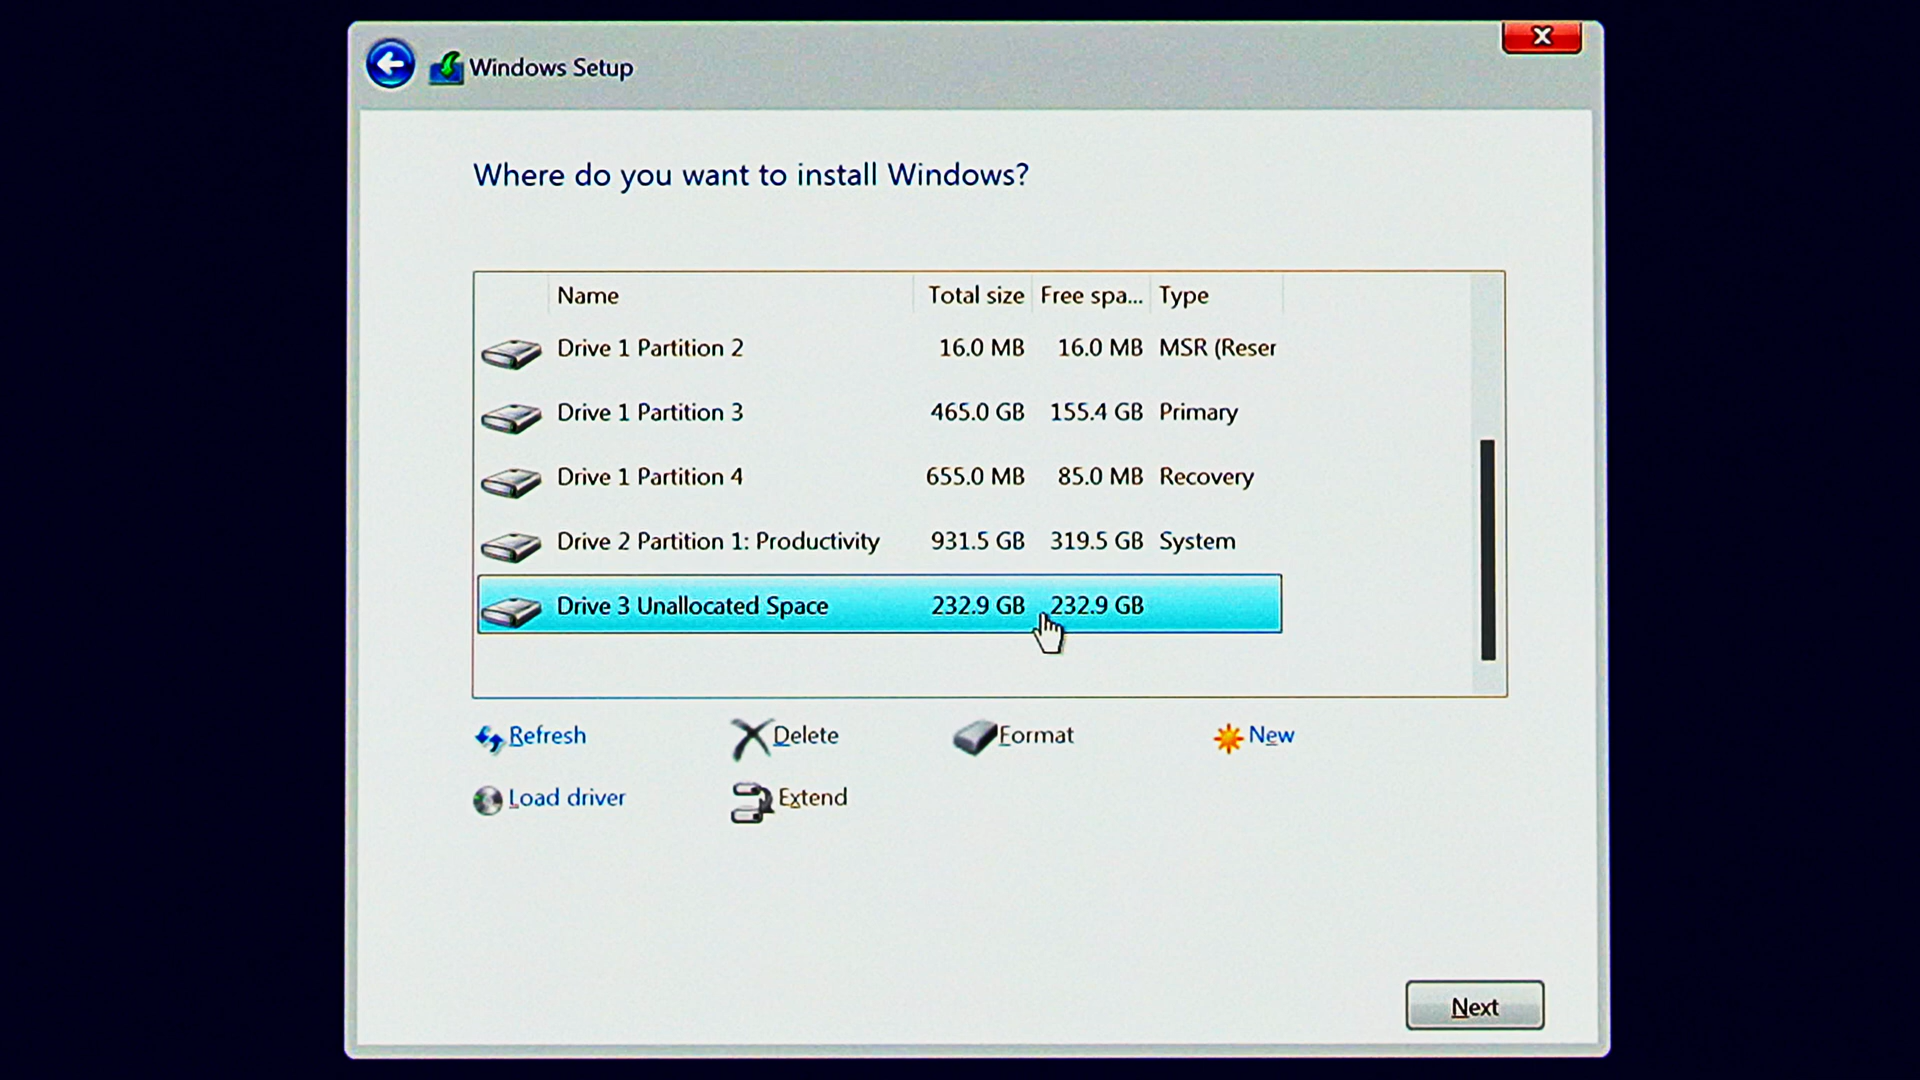 Windows Setup
Where do you want to install Windows?
Name Total size Free spa... Type
Drive 1 Partition 2 16.0 MB 16.0 MB MSR (Reser
Drive 1 Partition 3 465.0 GB 155.4 GB Primary
Drive 1 Partition 4 655.0 MB 85.0 MB Recovery
Drive 2 Partition 1: Productivity 931.5 GB 319.5 GB System
Drive 3 Unallocated Space 232.9 GB 232.9 GB
Refresh Delete Format New
Load driver Extend
Next